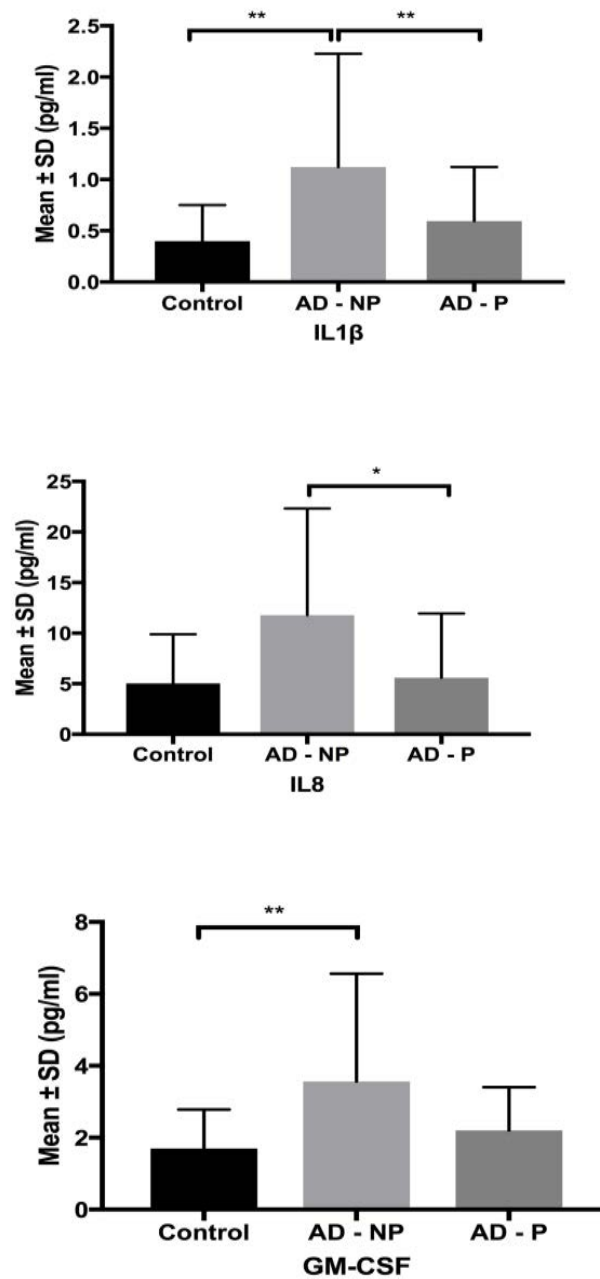 ** **
2.5
2.0
1.5
1.0
0.5
0.0
Mean ± SD (pg/ml)
Control AD - NP AD - P
IL1β
*
25
20
15
10
5
0
Mean ± SD (pg/ml)
Control AD - NP AD - P
IL8
**
8
6
4
2
0
Mean ± SD (pg/ml)
Control AD - NP AD - P
GM-CSF